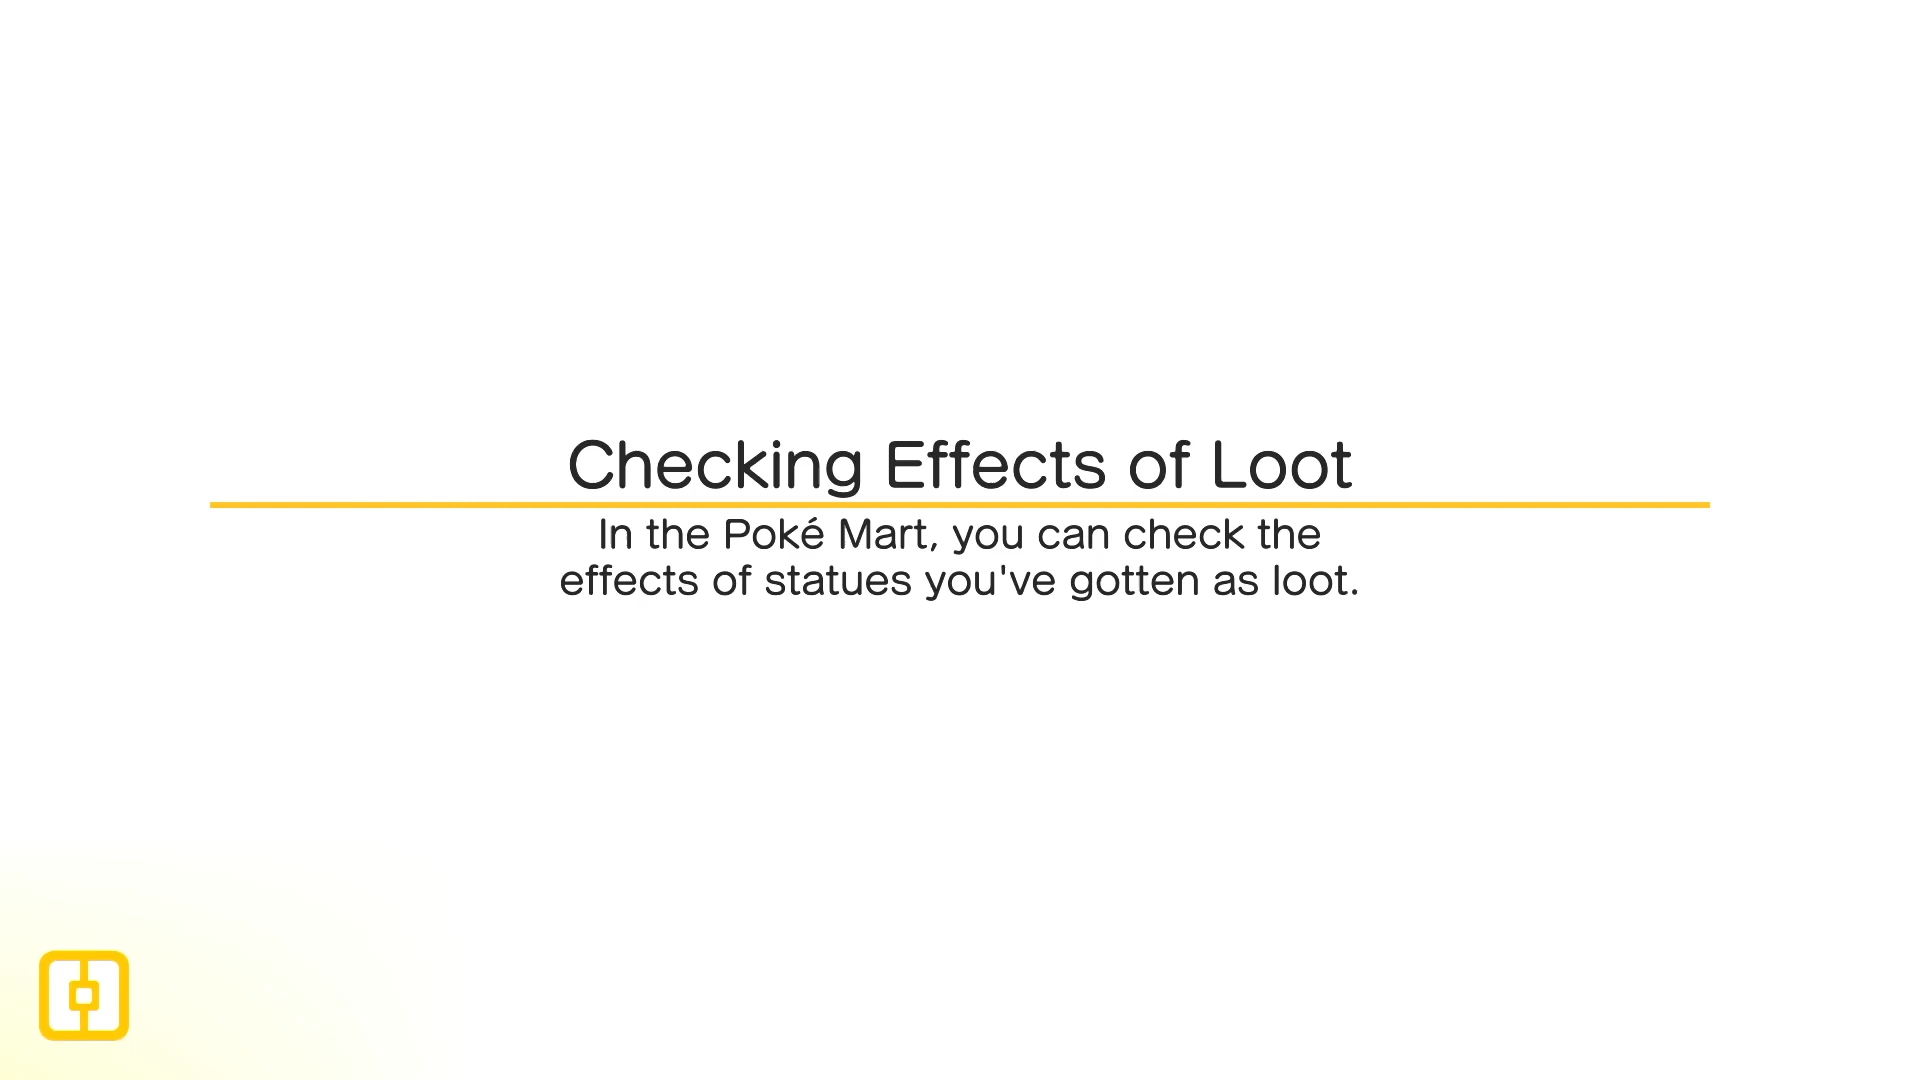 Checking Effects of Loot
In the Poké Mart, you can check the
effects of statues you've gotten as loot.